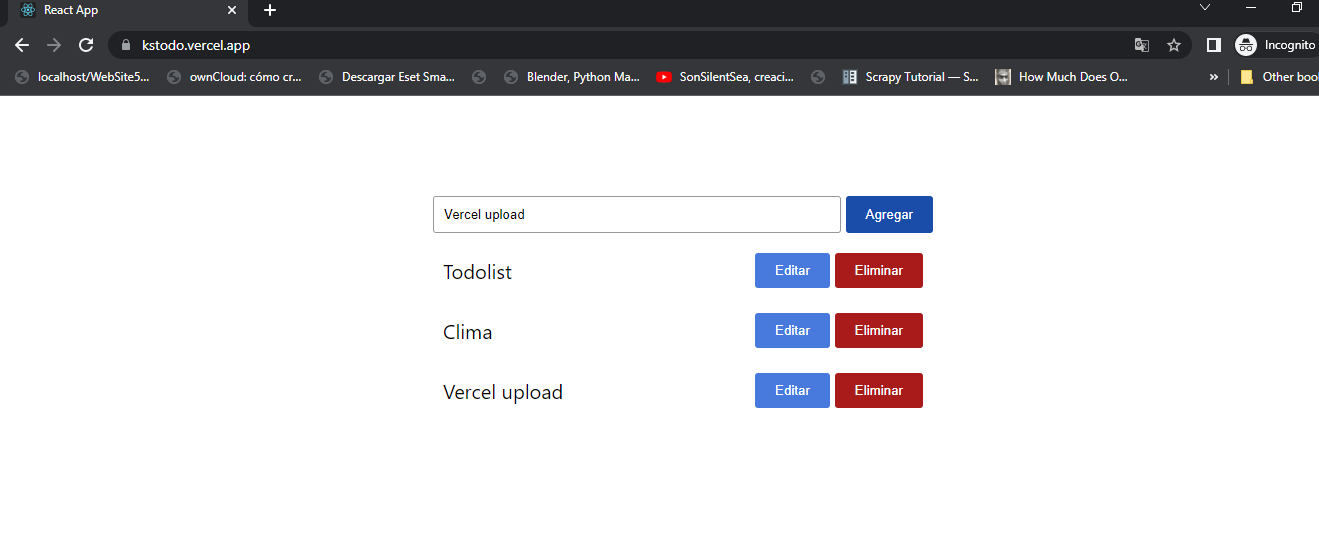 React App
kstodo.vercel.app
Incognito
localhost/WebSite5...
ownCloud: cómo cr...
Descargar Eset Sma...
Blender, Python Ma...
SonSilentSea, creaci...
Scrapy Tutorial — S...
How Much Does O...
»
Other boo
Vercel upload
Agregar
Todolist
Editar
Eliminar
Clima
Editar
Eliminar
Vercel upload
Editar
Eliminar